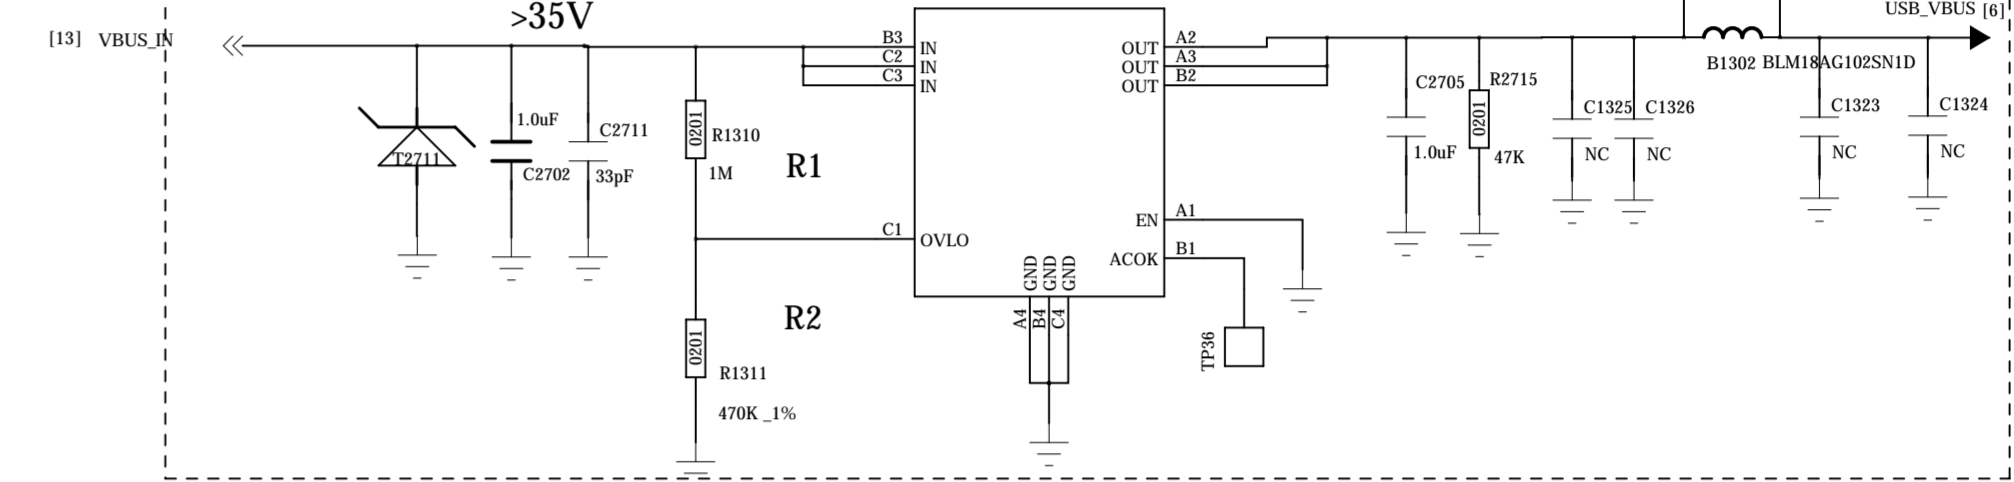 >35V
USB_VBUS [6]
[13] VBUS_IN
B3
IN
C2
IN
C3
IN
A2
OUT
A3
OUT
B2
OUT
B1302 BLM18AG102SN1D
T2711
1.0uF
C2702
C2711
33pF
0201
R1310
1M
R1
C2705
1.0uF
R2715
0201
47K
C1325
NC
C1326
NC
C1323
NC
C1324
NC
C1
OVLO
EN
A1
ACOK
B1
GND
GND
GND
A4
B4
C4
TP36
R2
0201
R1311
470K _1%